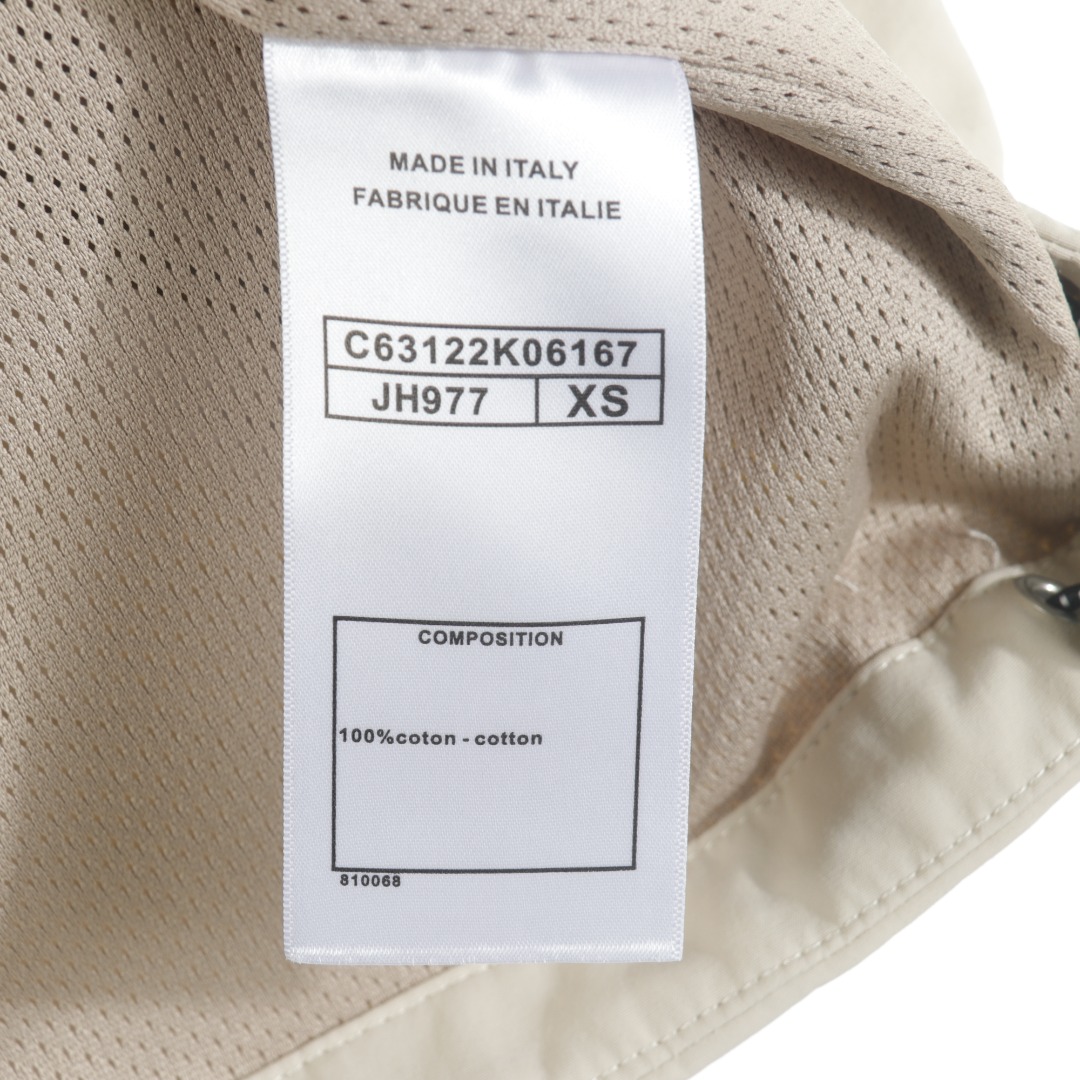 MADE IN ITALY
FABRIQUE EN ITALIE
C63122K06167
JH977 XS
COMPOSITION
100%coton - cotton
810068